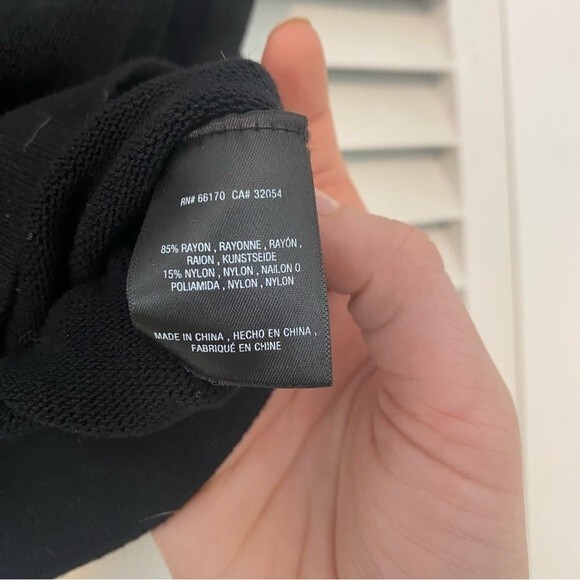 RN# 66170 CA# 32054
85% RAYON , RAYONNE , RAYÓN ,
RAION , KUNSTSEIDE
15% NYLON , NYLON , NAILON O
POLIAMIDA , NYLON , NYLON
MADE IN CHINA , HECHO EN CHINA ,
FABRIQUÉ EN CHINE